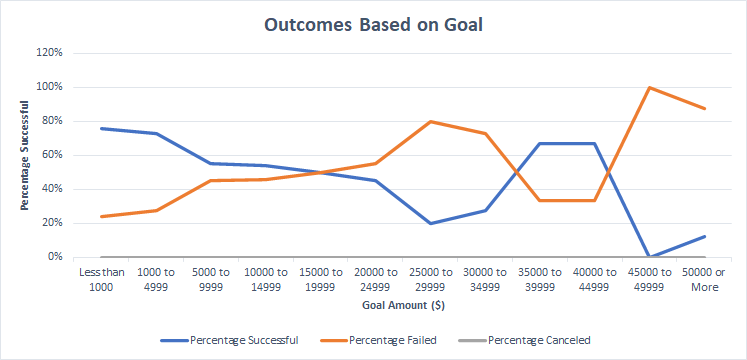 Outcomes Based on Goal
Percentage Successful
120%
100%
80%
60%
40%
20%
0%
Less than 1000
1000 to 4999
5000 to 9999
10000 to 14999
15000 to 19999
20000 to 24999
25000 to 29999
30000 to 34999
35000 to 39999
40000 to 44999
45000 to 49999
50000 or More
Goal Amount ($)
Percentage Successful
Percentage Failed
Percentage Canceled